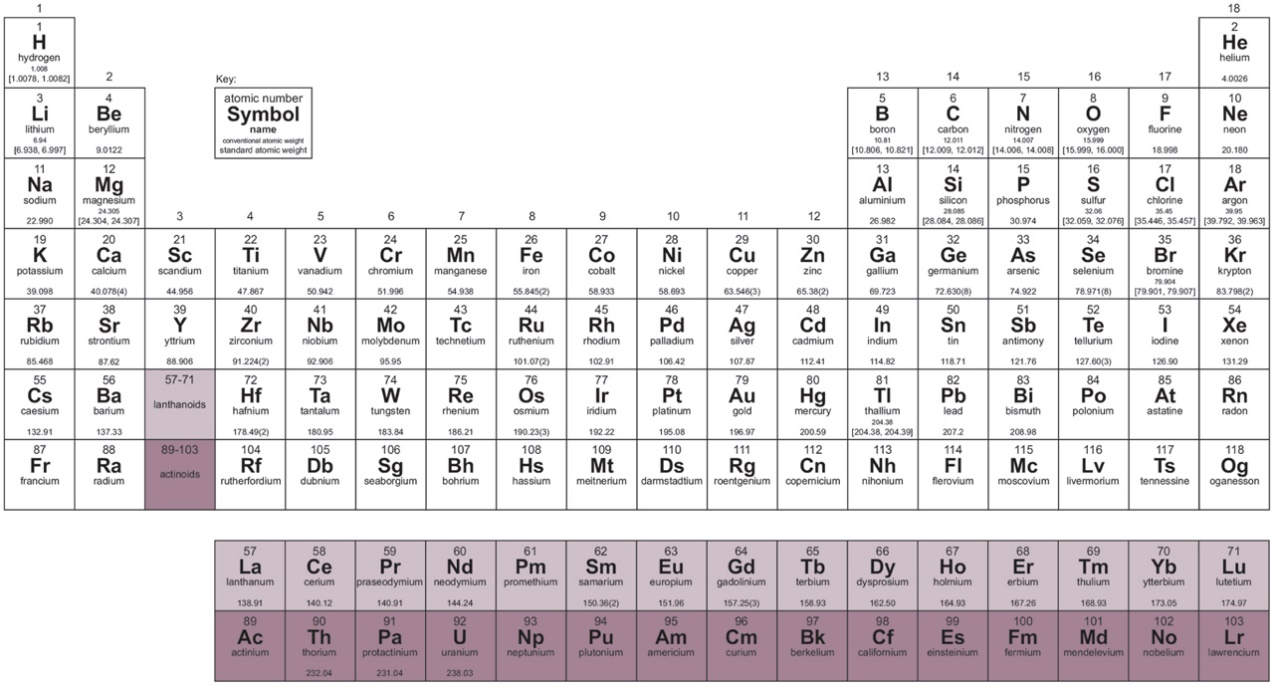 1
18
1
H
hydrogen
1.008
[1.0078, 1.0082]
2
He
helium
4.0026
2
Key:
13
14
15
16
17
3
Li
lithium
6.94
[6.938, 6.997]
4
Be
beryllium
9.0122
atomic number
Symbol
name
conventional atomic weight
standard atomic weight
5
B
boron
10.81
[10.806, 10.821]
6
C
carbon
12.011
[12.009, 12.012]
7
N
nitrogen
14.007
[14.006, 14.008]
8
O
oxygen
15.999
[15.999, 16.000]
9
F
fluorine
18.998
10
Ne
neon
20.180
11
Na
sodium
22.990
12
Mg
magnesium
24.305
[24.304, 24.307]
3
4
5
6
7
8
9
10
11
12
13
Al
aluminium
26.982
14
Si
silicon
28.085
[28.084, 28.086]
15
P
phosphorus
30.974
16
S
sulfur
32.06
[32.059, 32.076]
17
Cl
chlorine
35.45
[35.446, 35.457]
18
Ar
argon
39.95
[39.792, 39.963]
19
K
potassium
39.098
20
Ca
calcium
40.078(4)
21
Sc
scandium
44.956
22
Ti
titanium
47.867
23
V
vanadium
50.942
24
Cr
chromium
51.996
25
Mn
manganese
54.938
26
Fe
iron
55.845(2)
27
Co
cobalt
58.933
28
Ni
nickel
58.693
29
Cu
copper
63.546(3)
30
Zn
zinc
65.38(2)
31
Ga
gallium
69.723
32
Ge
germanium
72.630(8)
33
As
arsenic
74.922
34
Se
selenium
78.971(8)
35
Br
bromine
79.904
[79.901, 79.907]
36
Kr
krypton
83.798(2)
37
Rb
rubidium
85.468
38
Sr
strontium
87.62
39
Y
yttrium
88.906
40
Zr
zirconium
91.224(2)
41
Nb
niobium
92.906
42
Mo
molybdenum
95.95
43
Tc
technetium
44
Ru
ruthenium
101.07(2)
45
Rh
rhodium
102.91
46
Pd
palladium
106.42
47
Ag
silver
107.87
48
Cd
cadmium
112.41
49
In
indium
114.82
50
Sn
tin
118.71
51
Sb
antimony
121.76
52
Te
tellurium
127.60(3)
53
I
iodine
126.90
54
Xe
xenon
131.29
55
Cs
caesium
132.91
56
Ba
barium
137.33
57-71
lanthanoids
72
Hf
hafnium
178.49(2)
73
Ta
tantalum
180.95
74
W
tungsten
183.84
75
Re
rhenium
186.21
76
Os
osmium
190.23(3)
77
Ir
iridium
192.22
78
Pt
platinum
195.08
79
Au
gold
196.97
80
Hg
mercury
200.59
81
Tl
thallium
204.38
[204.38, 204.39]
82
Pb
lead
207.2
83
Bi
bismuth
208.98
84
Po
polonium
85
At
astatine
86
Rn
radon
87
Fr
francium
88
Ra
radium
89-103
actinoids
104
Rf
rutherfordium
105
Db
dubnium
106
Sg
seaborgium
107
Bh
bohrium
108
Hs
hassium
109
Mt
meitnerium
110
Ds
darmstadtium
111
Rg
roentgenium
112
Cn
copernicium
113
Nh
nihonium
114
Fl
flerovium
115
Mc
moscovium
116
Lv
livermorium
117
Ts
tennessine
118
Og
oganesson
57
La
lanthanum
138.91
58
Ce
cerium
140.12
59
Pr
praseodymium
140.91
60
Nd
neodymium
144.24
61
Pm
promethium
62
Sm
samarium
150.36(2)
63
Eu
europium
151.96
64
Gd
gadolinium
157.25(3)
65
Tb
terbium
158.93
66
Dy
dysprosium
162.50
67
Ho
holmium
164.93
68
Er
erbium
167.26
69
Tm
thulium
168.93
70
Yb
ytterbium
173.05
71
Lu
lutetium
174.97
89
Ac
actinium
90
Th
thorium
232.04
91
Pa
protactinium
231.04
92
U
uranium
238.03
93
Np
neptunium
94
Pu
plutonium
95
Am
americium
96
Cm
curium
97
Bk
berkelium
98
Cf
californium
99
Es
einsteinium
100
Fm
fermium
101
Md
mendelevium
102
No
nobelium
103
Lr
lawrencium